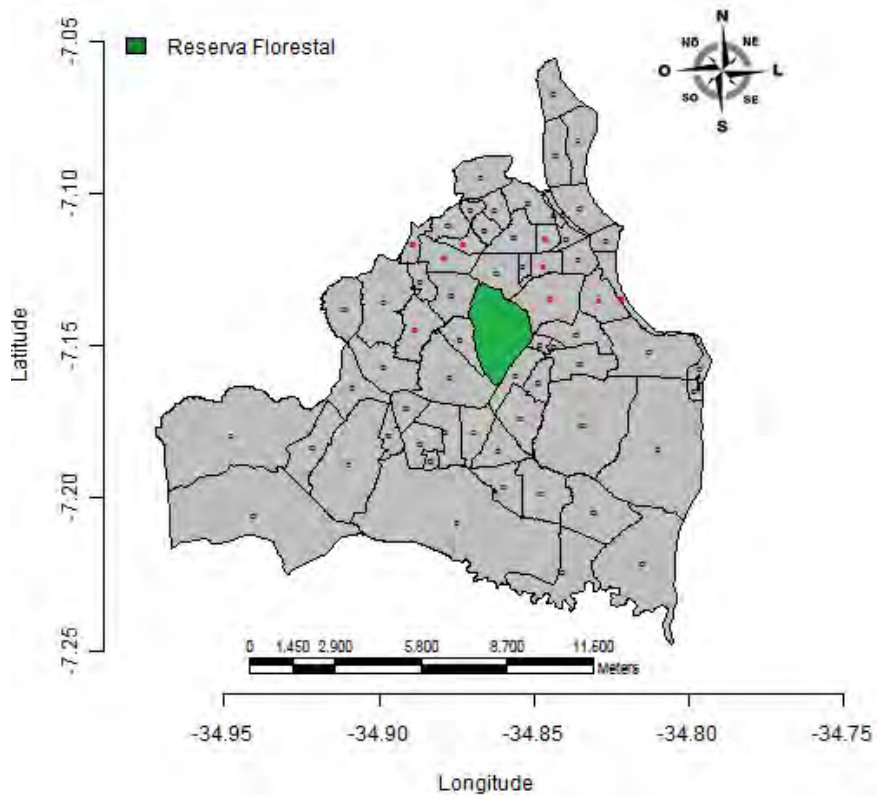 Reserva Florestal
N
NO
NE
O
L
SO
SE
S
Latitude
-7.05
-7.10
-7.15
-7.20
-7.25
0 1.450 2.900 5.800 8.700 11.600
Meters
-34.95 -34.90 -34.85 -34.80 -34.75
Longitude